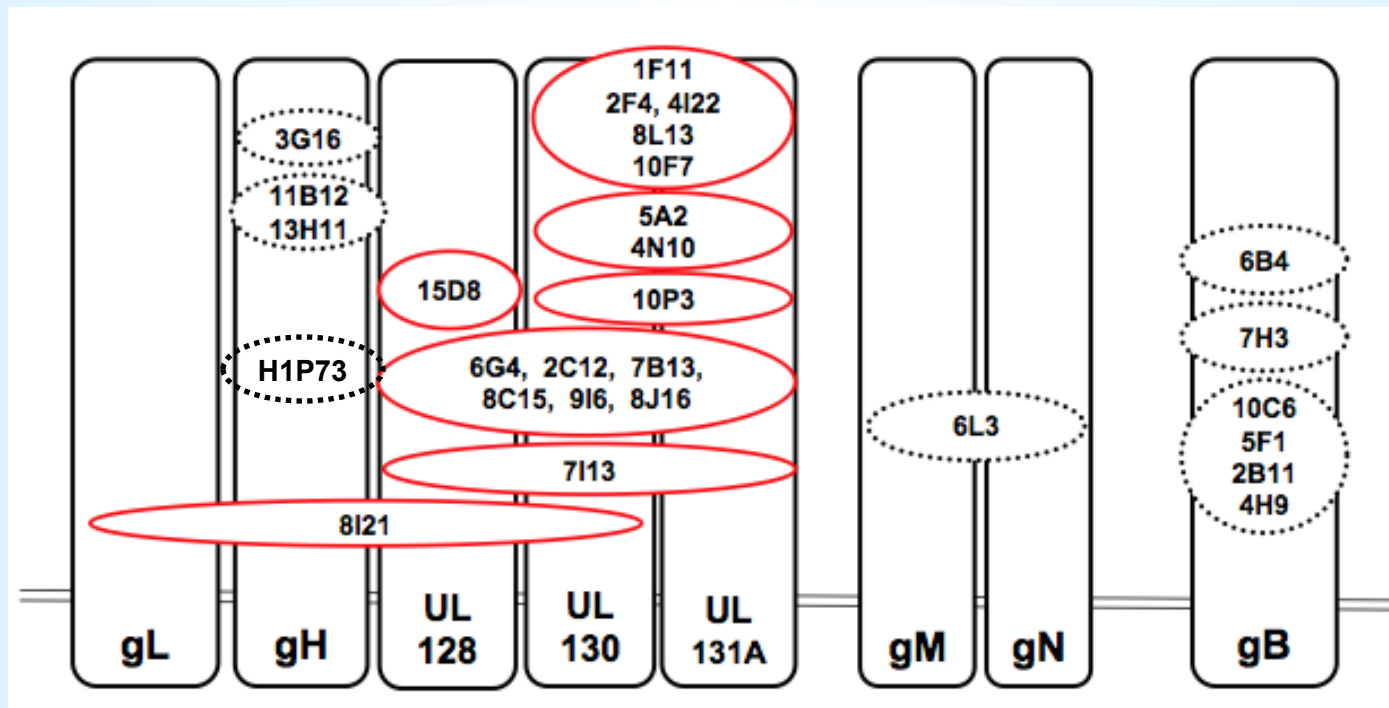 3G16
11B12
13H11
H1P73
15D8
1F11
2F4, 4I22
8L13
10F7
5A2
4N10
10P3
6G4, 2C12, 7B13,
8C15, 9I6, 8J16
7I13
8I21
6L3
6B4
7H3
10C6
5F1
2B11
4H9
gL
gH
UL
128
UL
130
UL
131A
gM
gN
gB